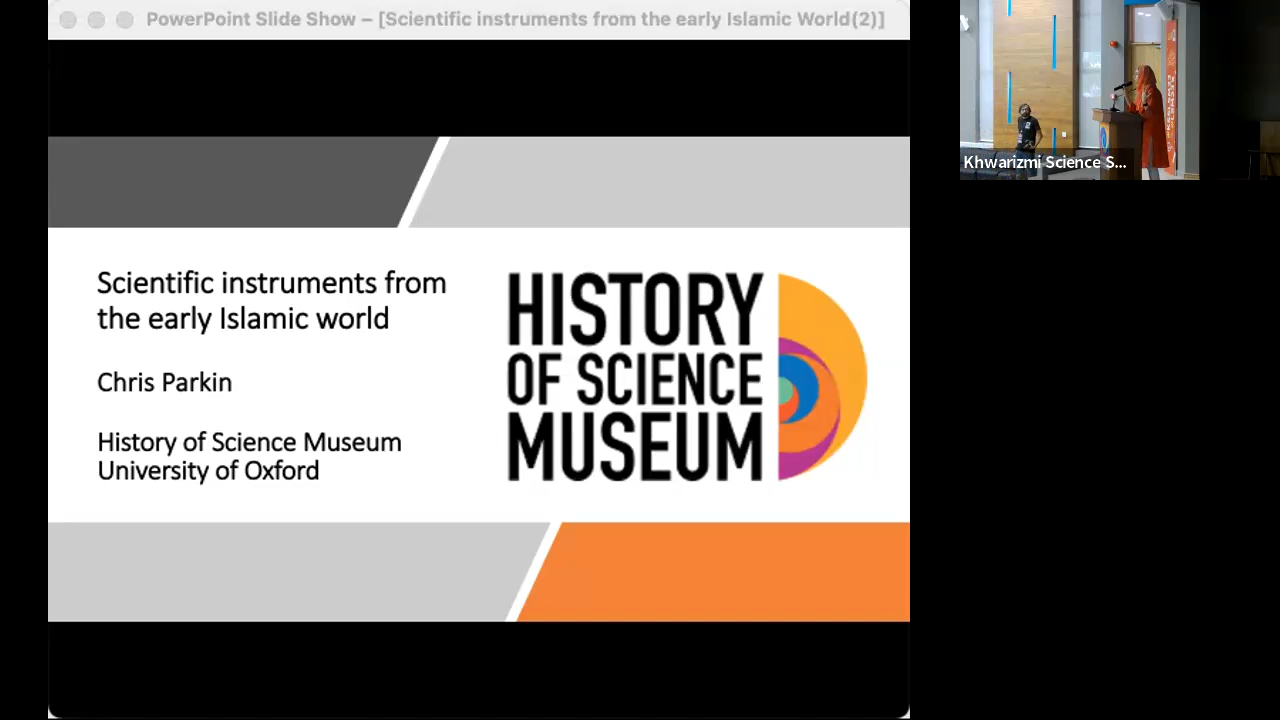 PowerPoint Slide Show – [Scientific instruments from the early Islamic World(2)]
Scientific instruments from
the early Islamic world
Chris Parkin
History of Science Museum
University of Oxford
HISTORY
OF SCIENCE
MUSEUM
Khwarizmi Science S...